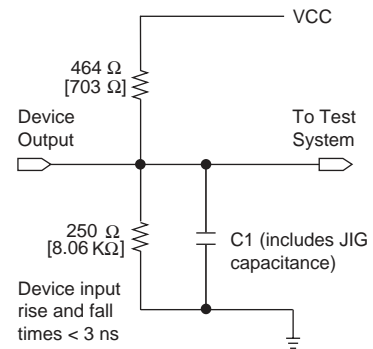 VCC
464 Ω
[703 Ω]
Device
Output
To Test
System
250 Ω
[8.06 KΩ]
C1 (includes JIG
capacitance)
Device input
rise and fall
times < 3 ns